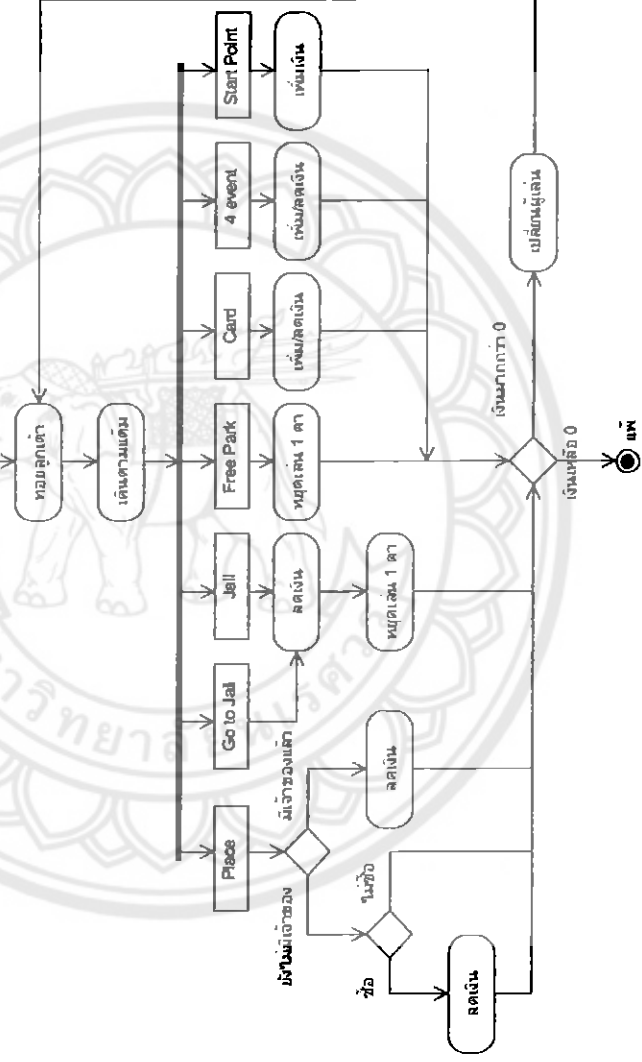 ทอยลูกเต๋า
เดินตามแต้ม
Place
Go to Jail
Jail
Free Park
Card
4 event
Start Point
ยังไม่มีเจ้าของ
มีเจ้าของแล้ว
ลดเงิน
หยุดเล่น 1 ตา
เพิ่ม/ลดเงิน
เพิ่ม/ลดเงิน
เพิ่มเงิน
ซื้อ
ไม่ซื้อ
ลดเงิน
หยุดเล่น 1 ตา
ลดเงิน
เงินมากกว่า 0
เปลี่ยนผู้เล่น
เงินเหลือ 0
แพ้